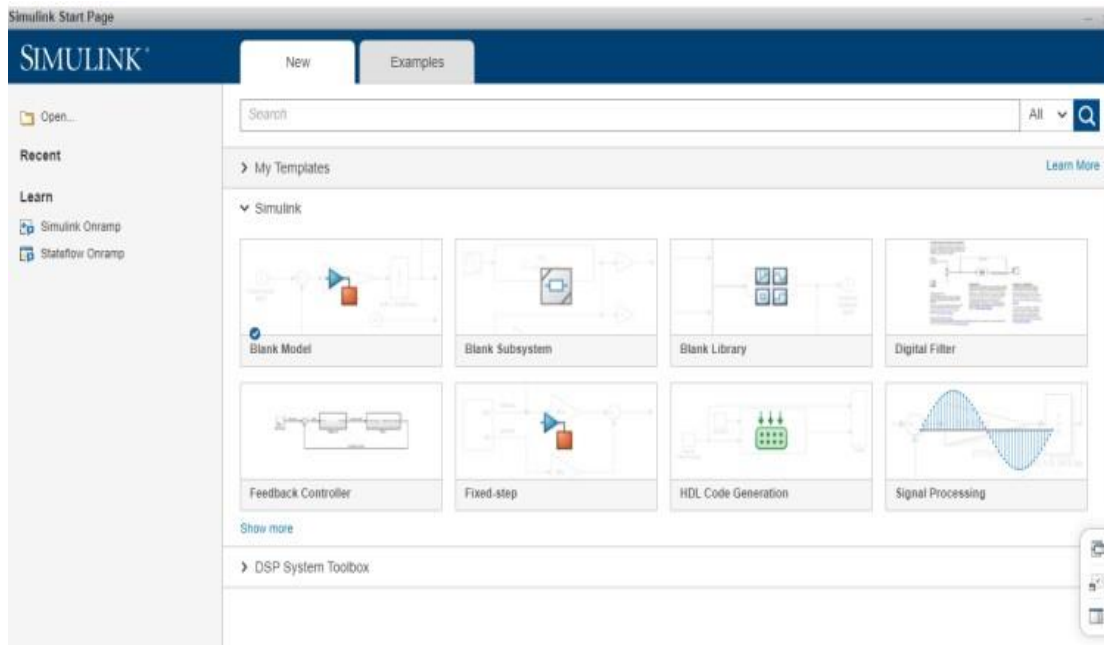 Simulink Start Page
SIMULINK®
New
Examples
Open...
Recent
Learn
Simulink Onramp
Stateflow Onramp
Search
All
My Templates
Learn More
Simulink
Blank Model
Blank Subsystem
Blank Library
Digital Filter
Feedback Controller
Fixed-step
HDL Code Generation
Signal Processing
Show more
DSP System Toolbox